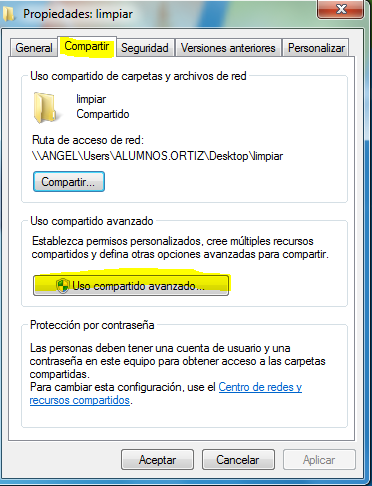 Propiedades: limpiar
General
Compartir
Seguridad
Versiones anteriores
Personalizar
Uso compartido de carpetas y archivos de red
limpiar
Compartido
Ruta de acceso de red:
\\ANGEL\Users\ALUMNOS.ORTIZ\Desktop\limpiar
Compartir...
Uso compartido avanzado
Establezca permisos personalizados, cree múltiples recursos
compartidos y defina otras opciones avanzadas para compartir.
Uso compartido avanzado...
Protección por contraseña
Las personas deben tener una cuenta de usuario y una
contraseña en este equipo para obtener acceso a las carpetas
compartidas.
Para cambiar esta configuración, use el Centro de redes y
recursos compartidos.
Aceptar
Cancelar
Aplicar